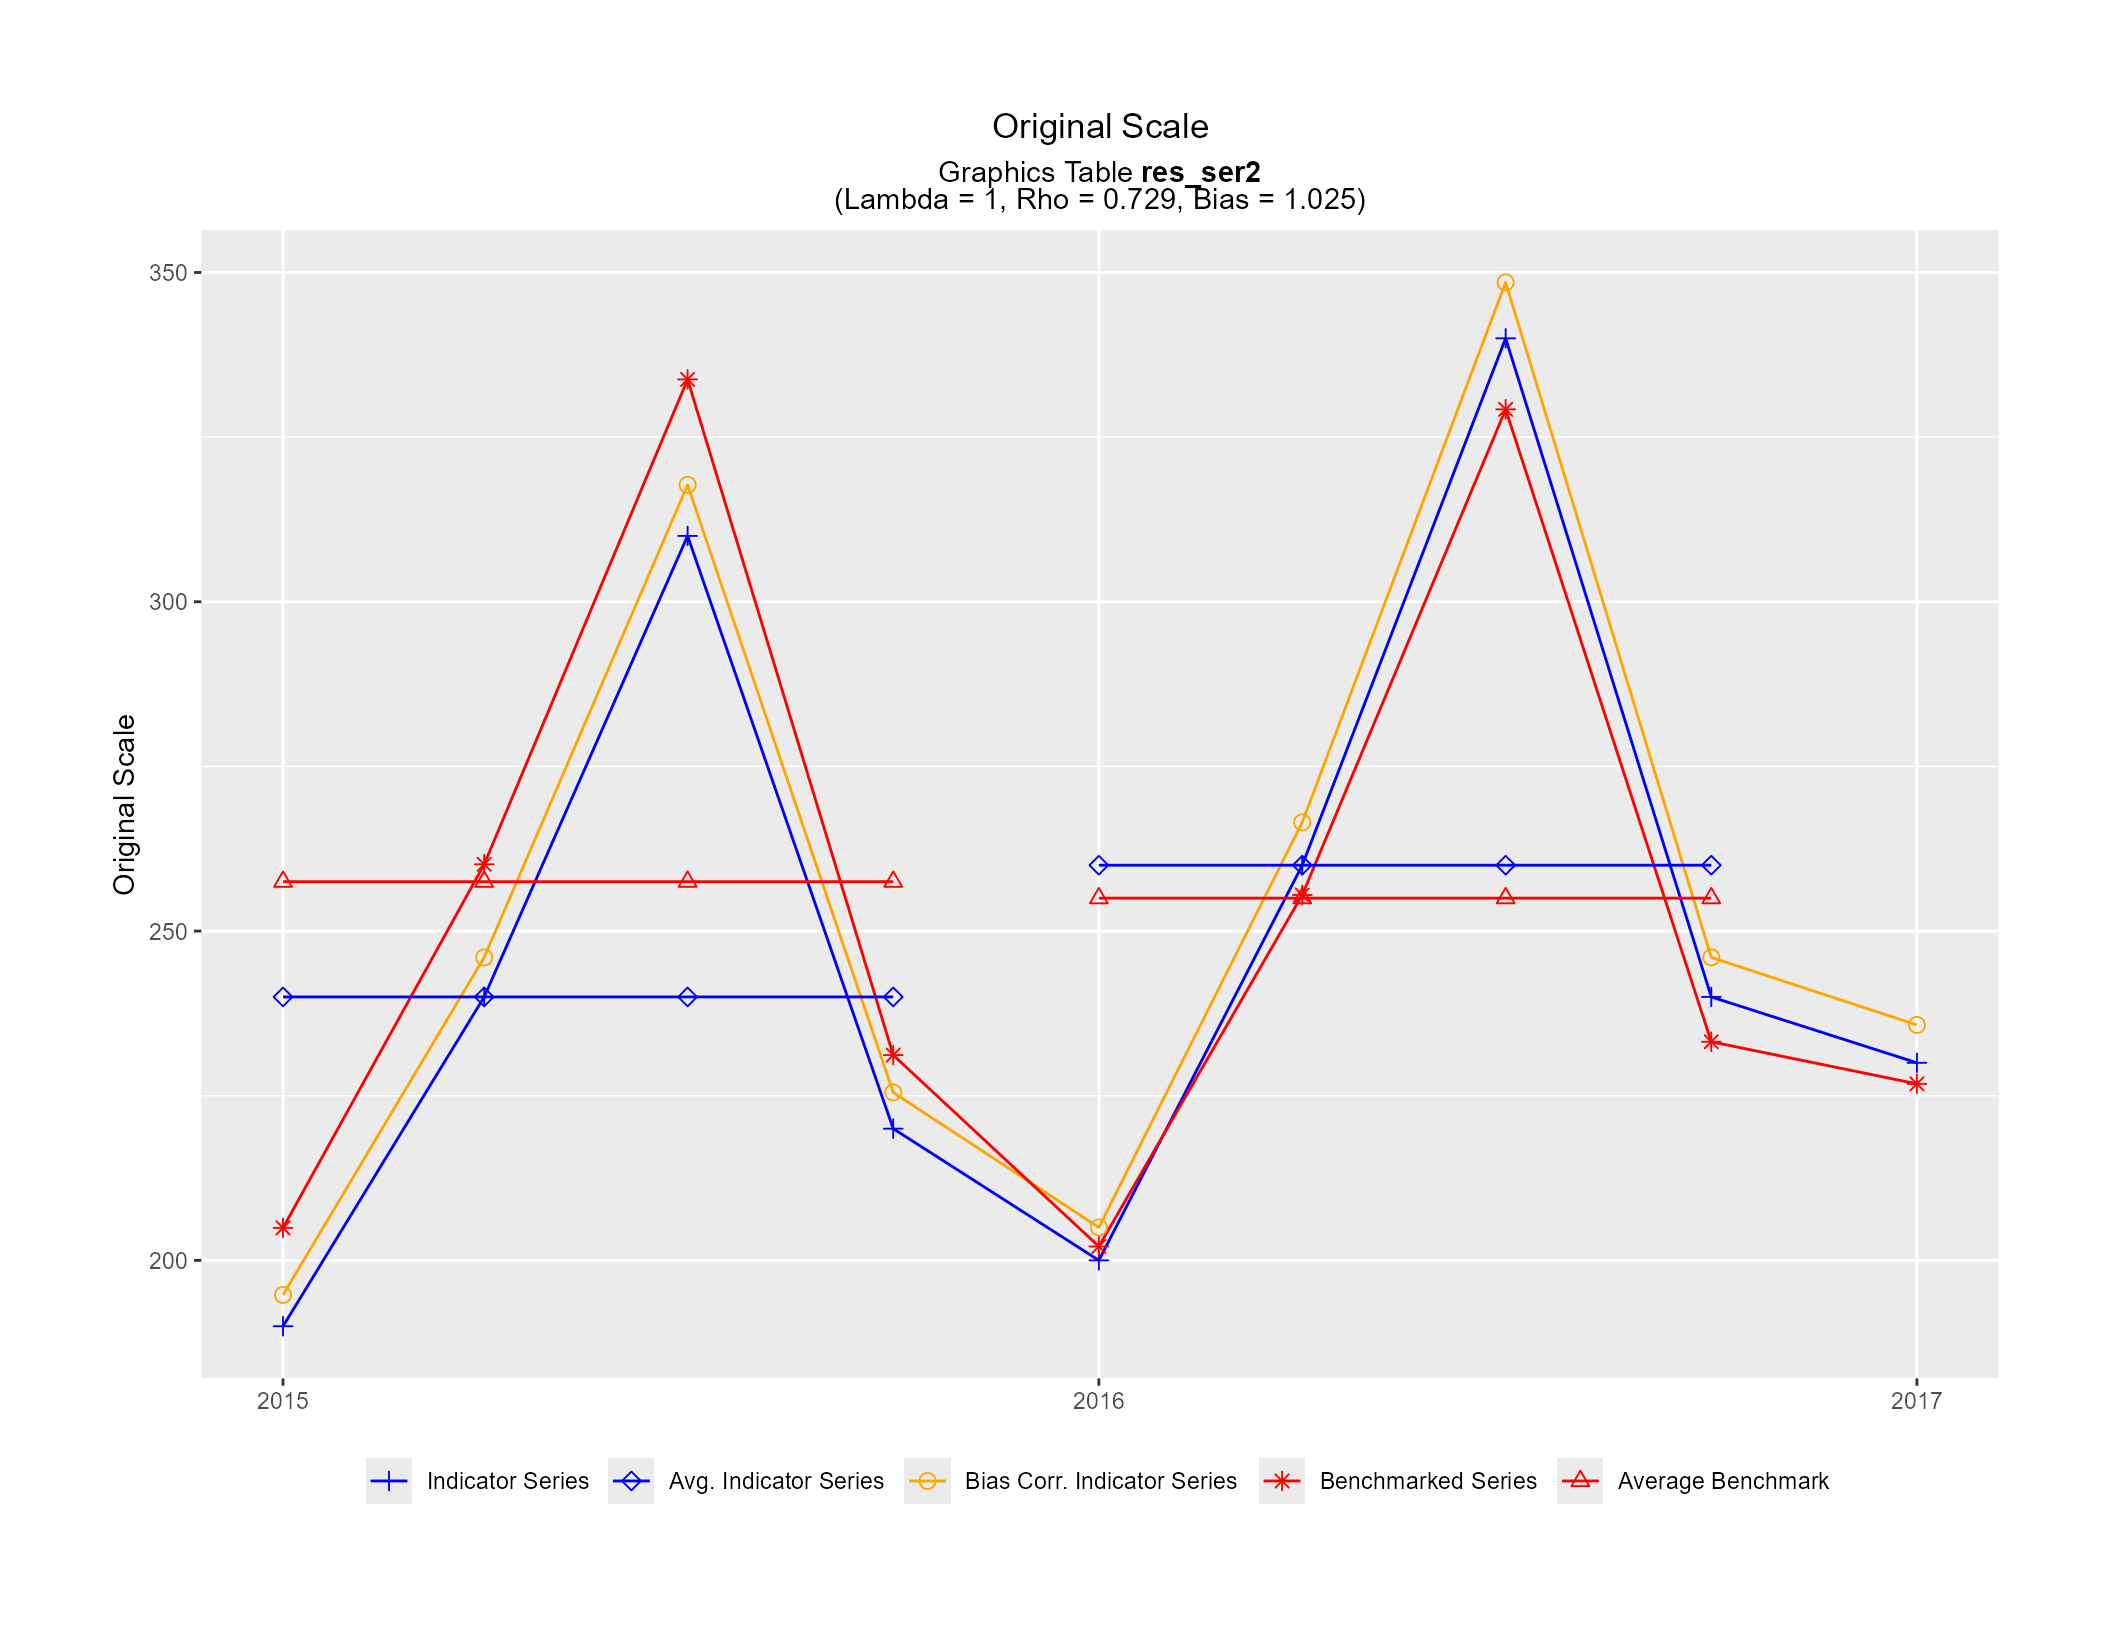 Original Scale
Graphics Table res_ser2
(Lambda = 1, Rho = 0.729, Bias = 1.025)
Original Scale
350
300
250
200
2015 2016 2017
Indicator Series Avg. Indicator Series Bias Corr. Indicator Series Benchmarked Series Average Benchmark